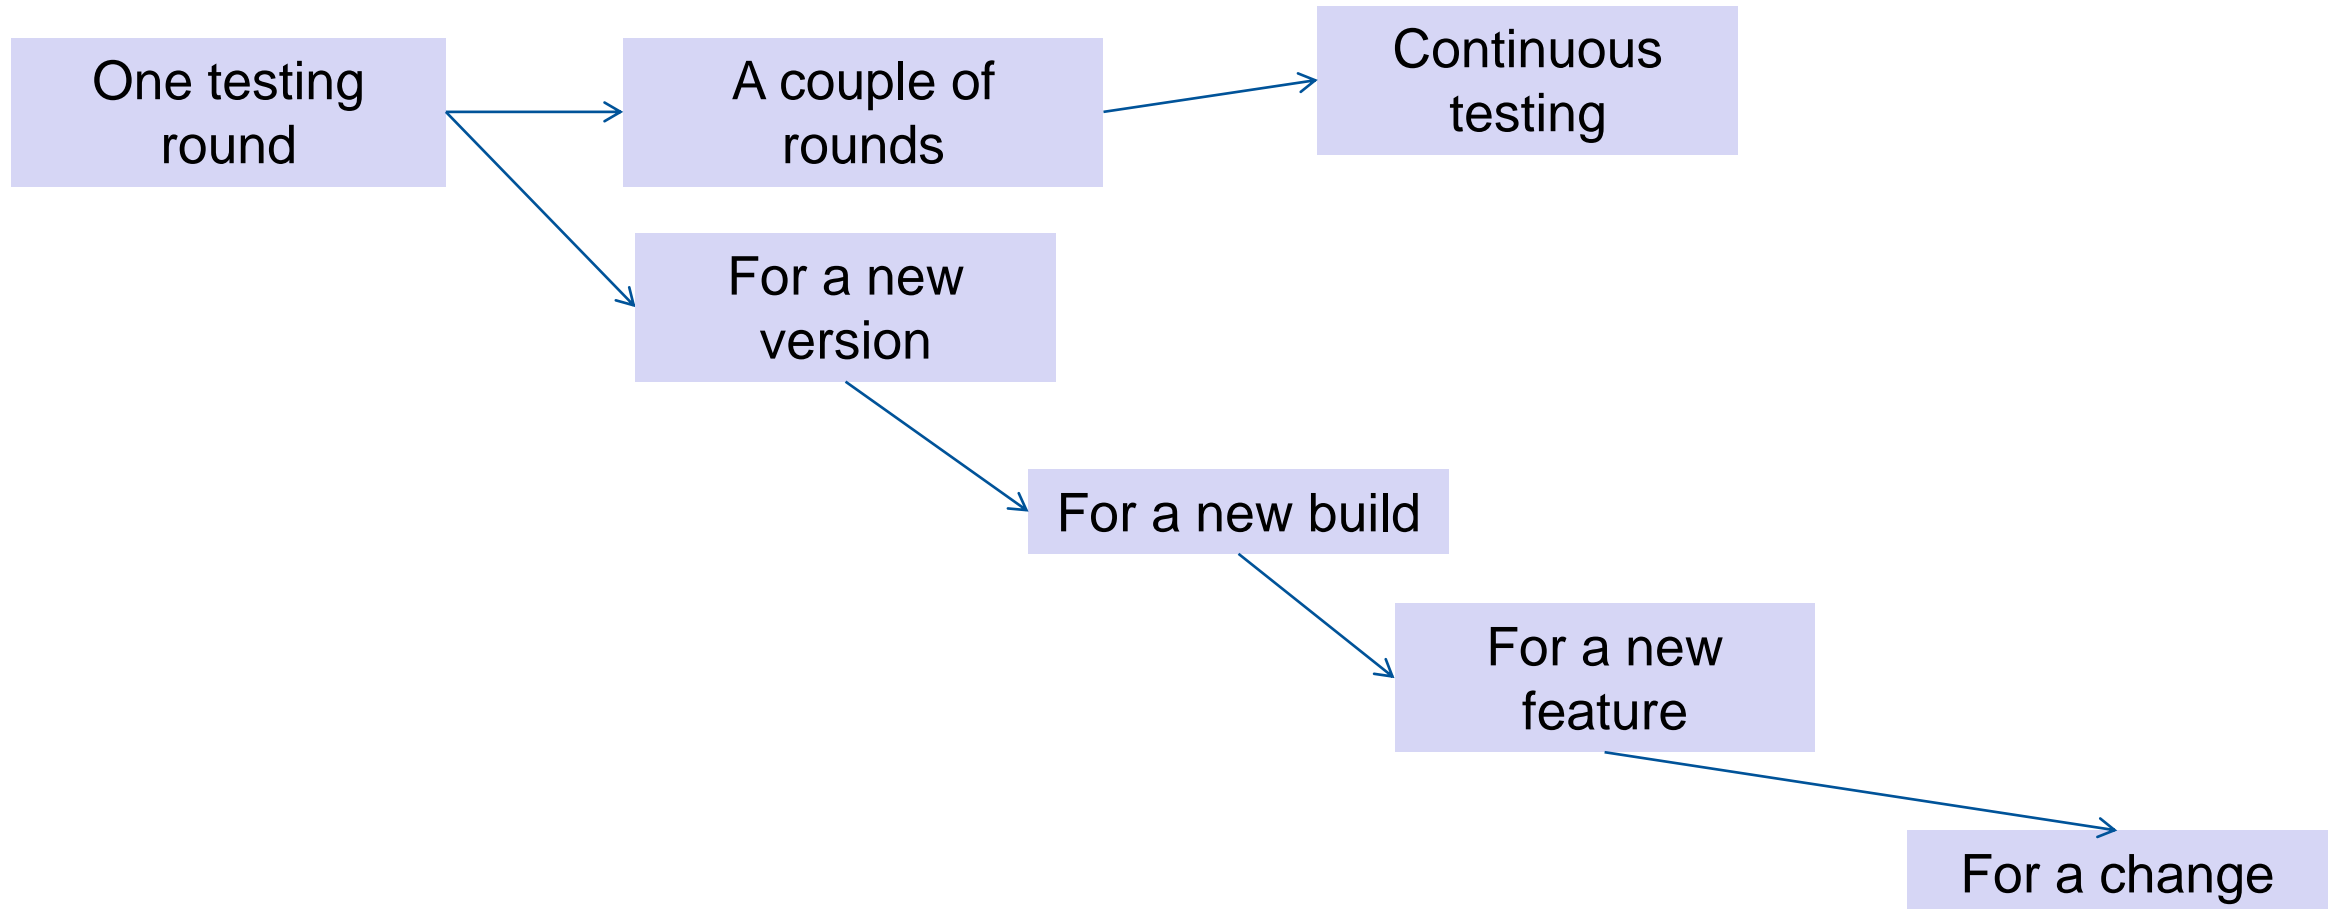 One testing
round
A couple of
rounds
Continuous
testing
For a new
version
For a new build
For a new
feature
For a change